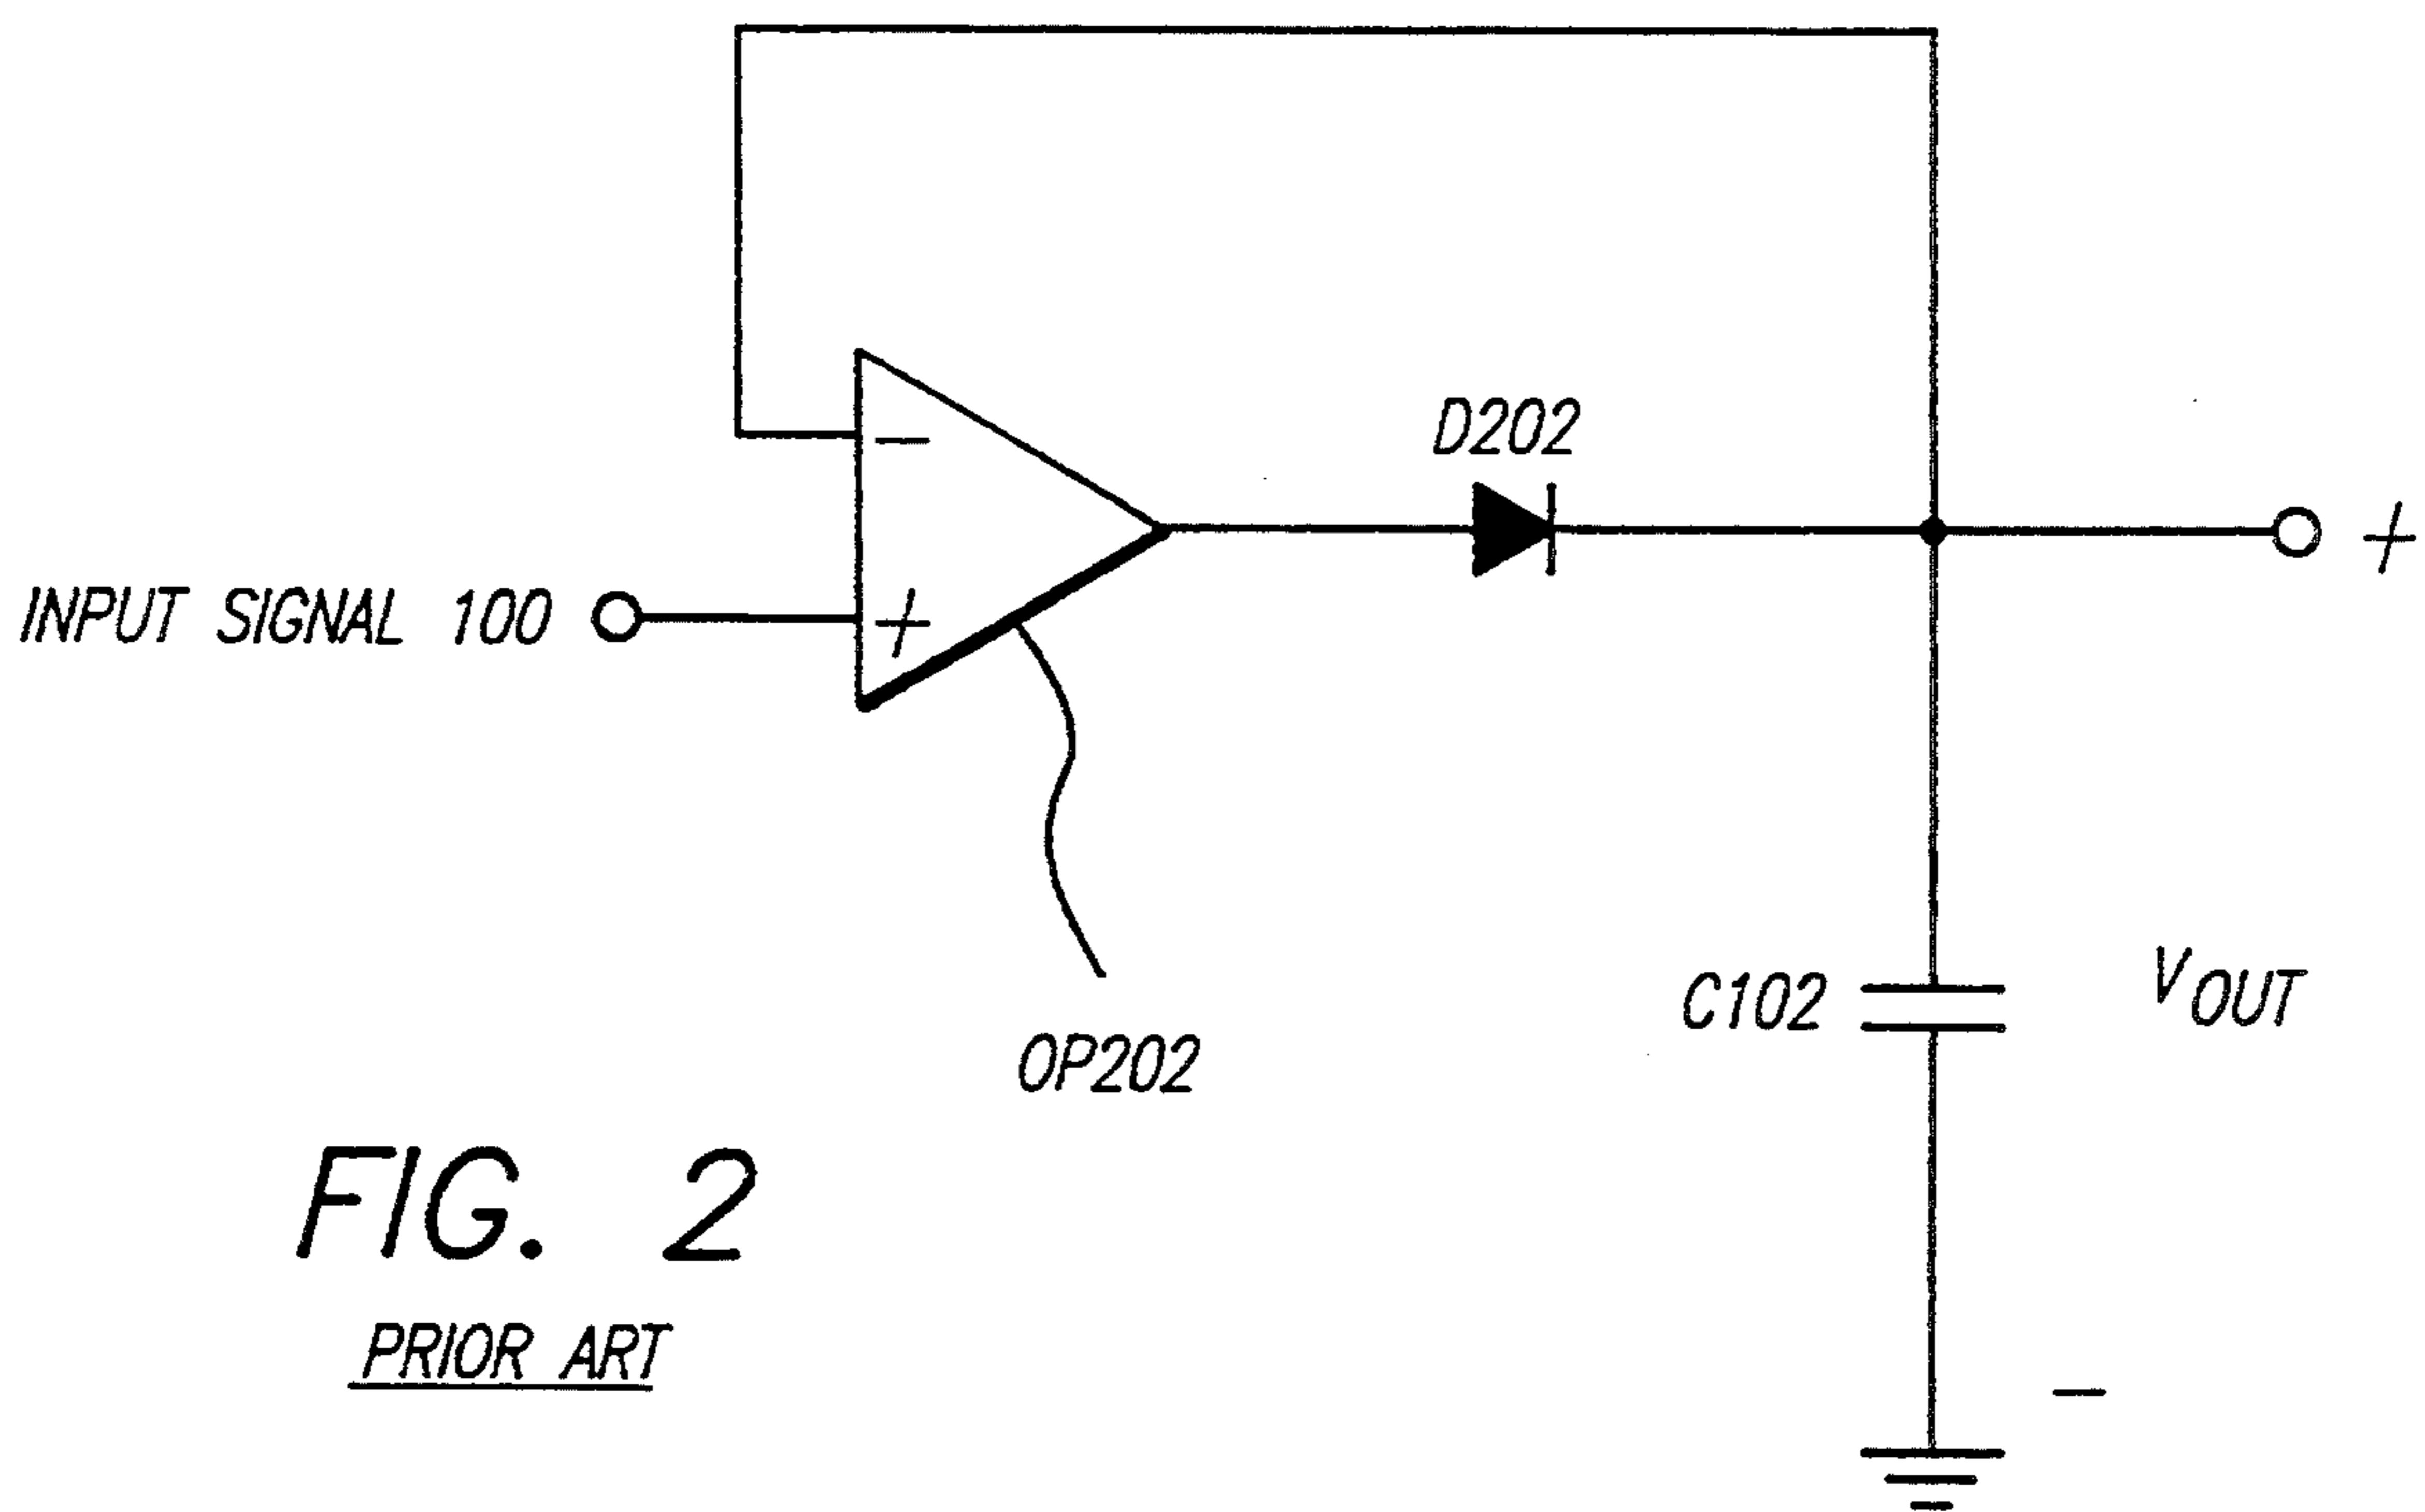 D202
+
−
INPUT SIGNAL 100
+
C102
VOUT
OP202
FIG. 2
PRIOR ART
−